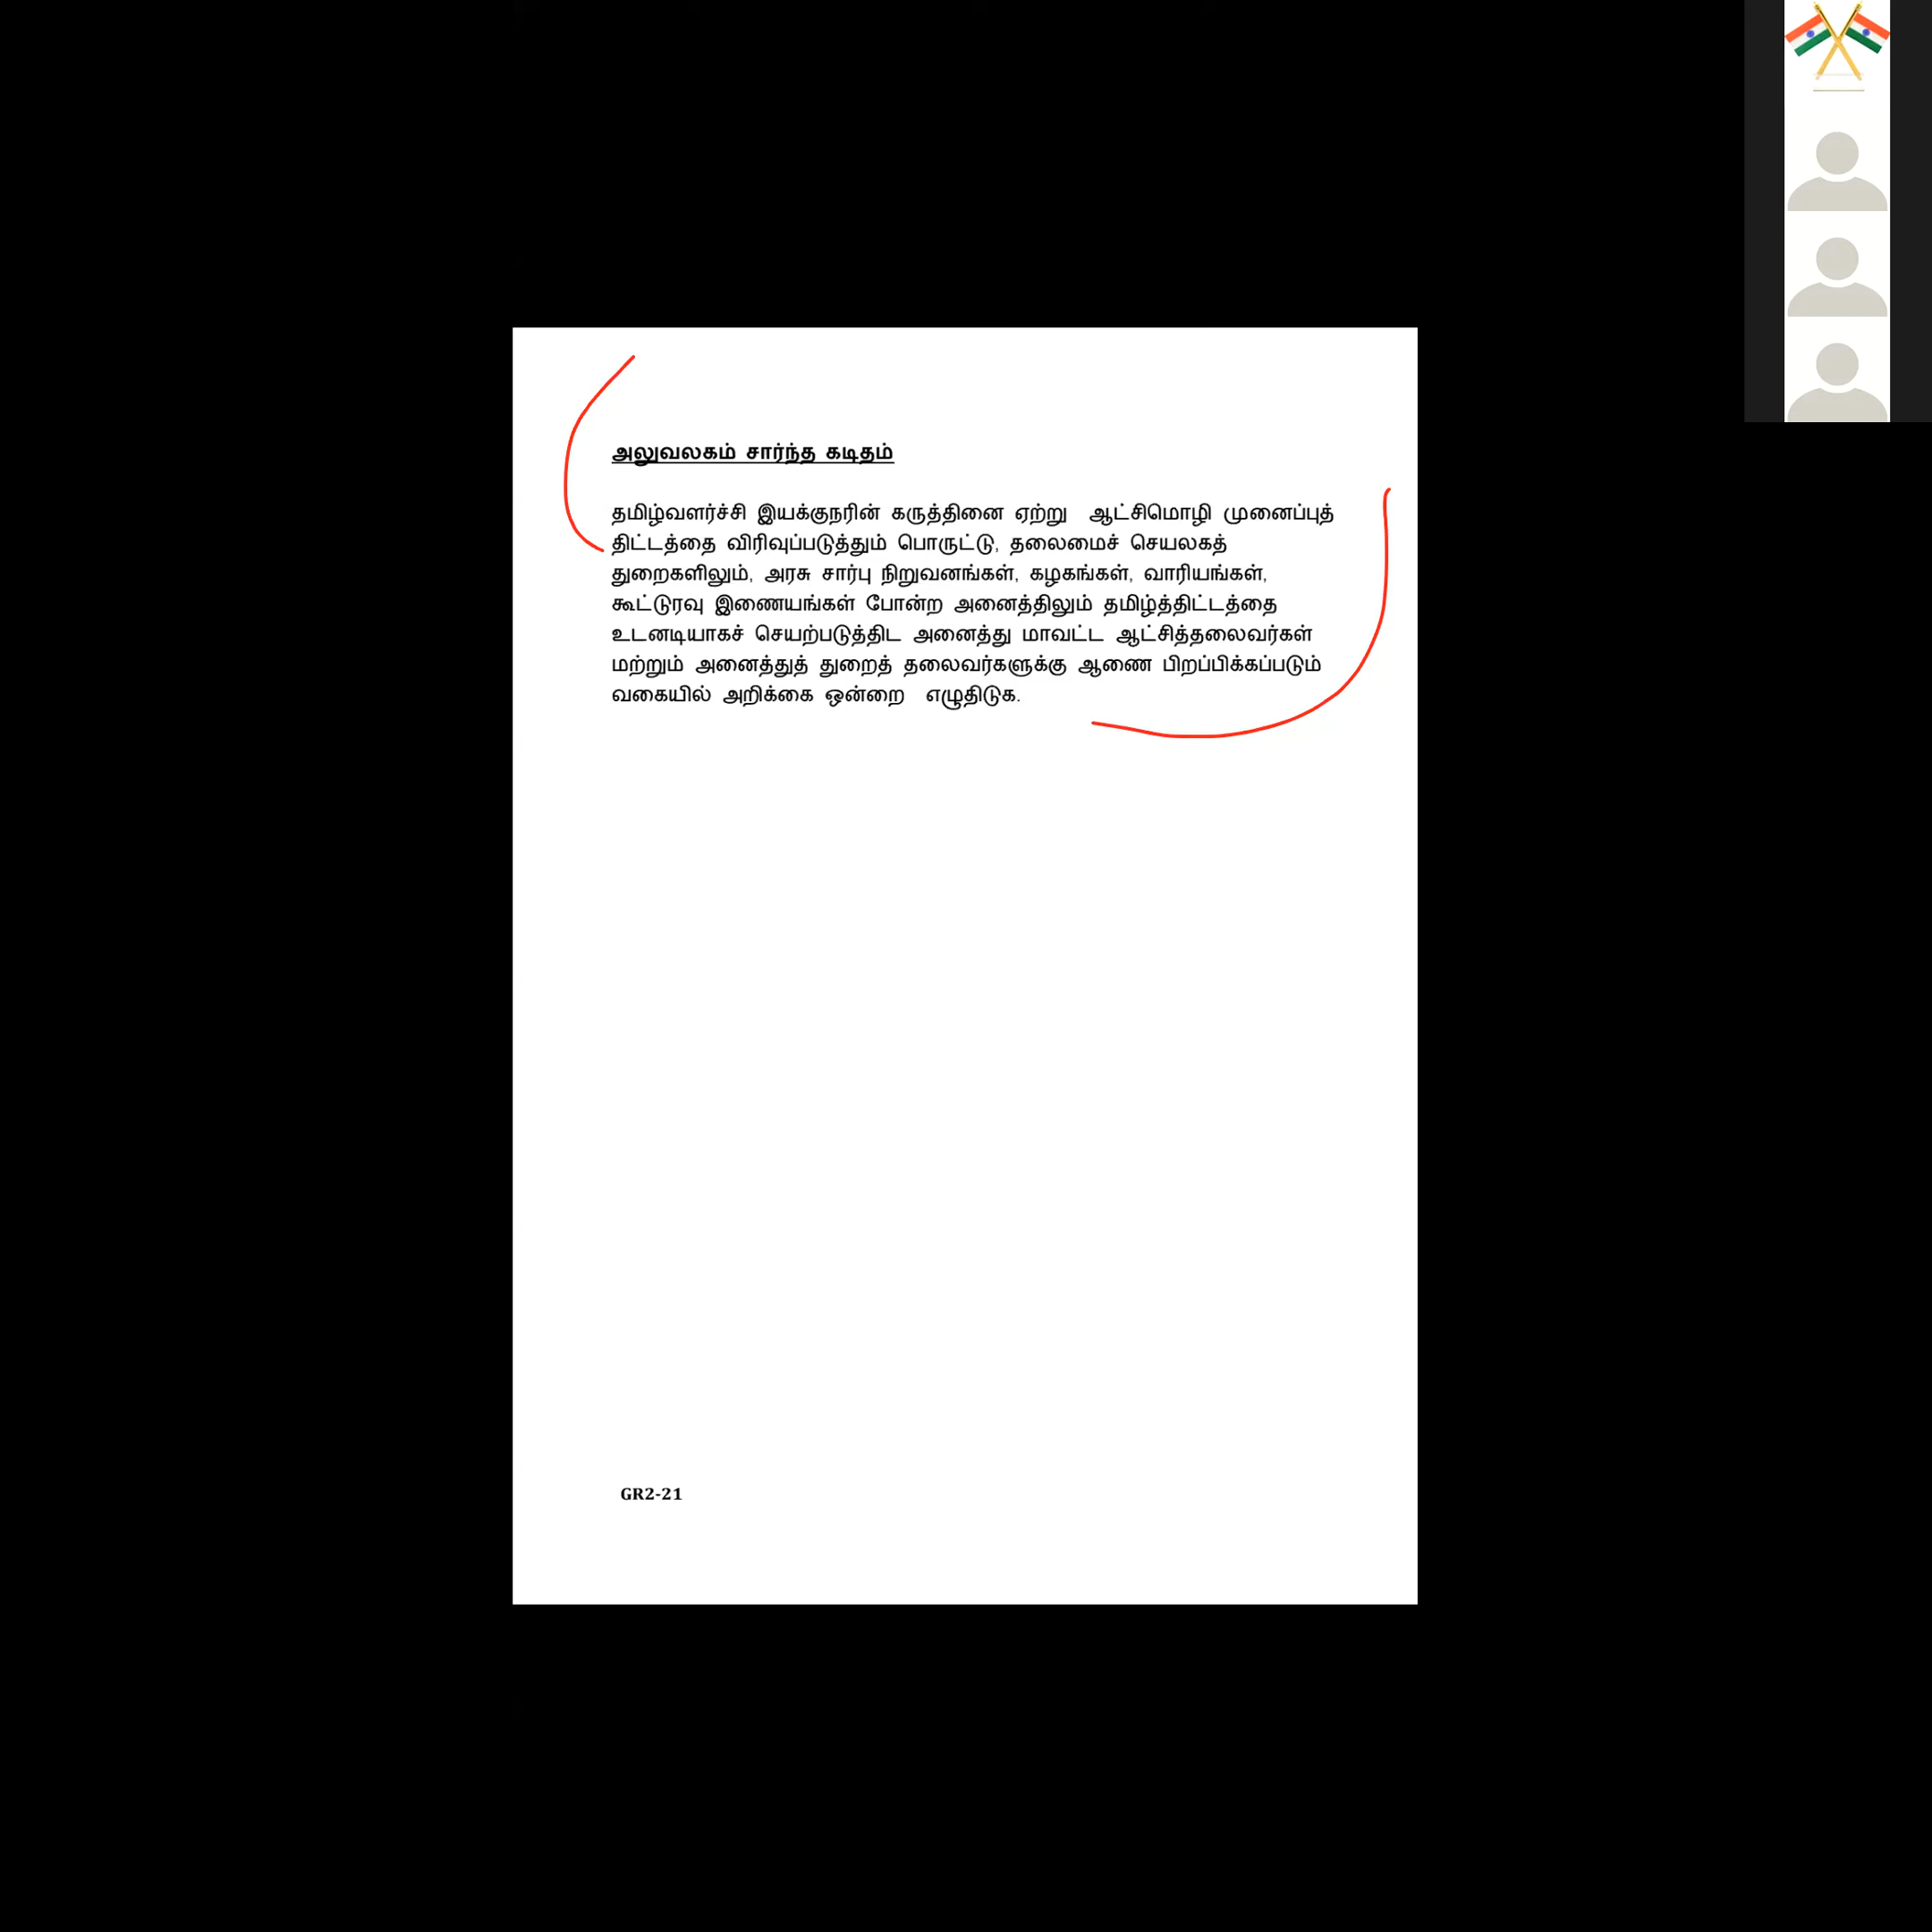 அலுவலகம் சார்ந்த கடிதம்
தமிழ்வளர்ச்சி இயக்குநரின் கருத்தினை ஏற்று ஆட்சிமொழி முனைப்புத்
திட்டத்தை விரிவுப்படுத்தும் பொருட்டு, தலைமைச் செயலகத்
துறைகளிலும், அரசு சார்பு நிறுவனங்கள், கழகங்கள், வாரியங்கள்,
கூட்டுரவு இணையங்கள் போன்ற அனைத்திலும் தமிழ்த்திட்டத்தை
உடனடியாகச் செயற்படுத்திட அனைத்து மாவட்ட ஆட்சித்தலைவர்கள்
மற்றும் அனைத்துத் துறைத் தலைவர்களுக்கு ஆணை பிறப்பிக்கப்படும்
வகையில் அறிக்கை ஒன்றை எழுதிடுக.
GR2-21